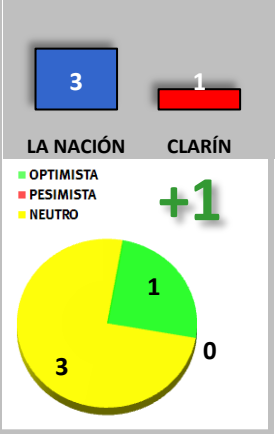 3 1
LA NACIÓN CLARÍN
OPTIMISTA
PESIMISTA
NEUTRO
+1
1
0
3